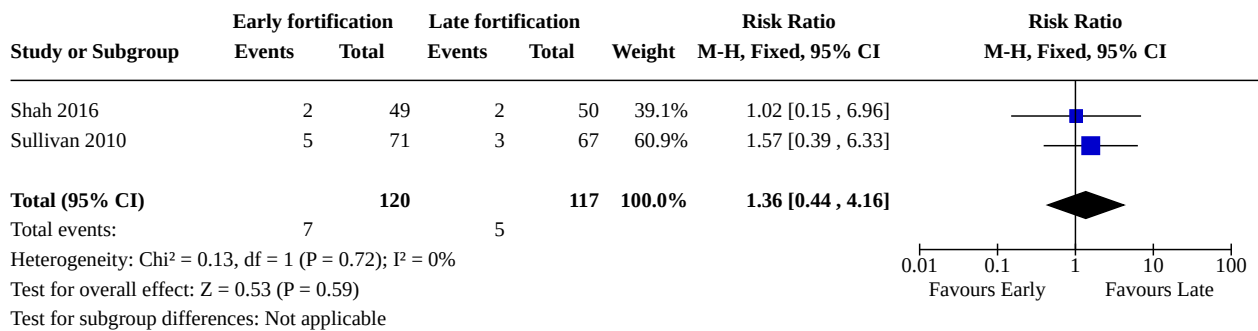 Early fortification Late fortification Risk Ratio Risk Ratio
Study or Subgroup Events Total Events Total Weight M-H, Fixed, 95% CI M-H, Fixed, 95% CI
Shah 2016 2 49 2 50 39.1% 1.02 [0.15 , 6.96]
Sullivan 2010 5 71 3 67 60.9% 1.57 [0.39 , 6.33]
Total (95% CI) 120 117 100.0% 1.36 [0.44 , 4.16]
Total events: 7 5
Heterogeneity: Chi² = 0.13, df = 1 (P = 0.72); I² = 0%
0.01 0.1 1 10 100
Test for overall effect: Z = 0.53 (P = 0.59)
Favours Early Favours Late
Test for subgroup differences: Not applicable